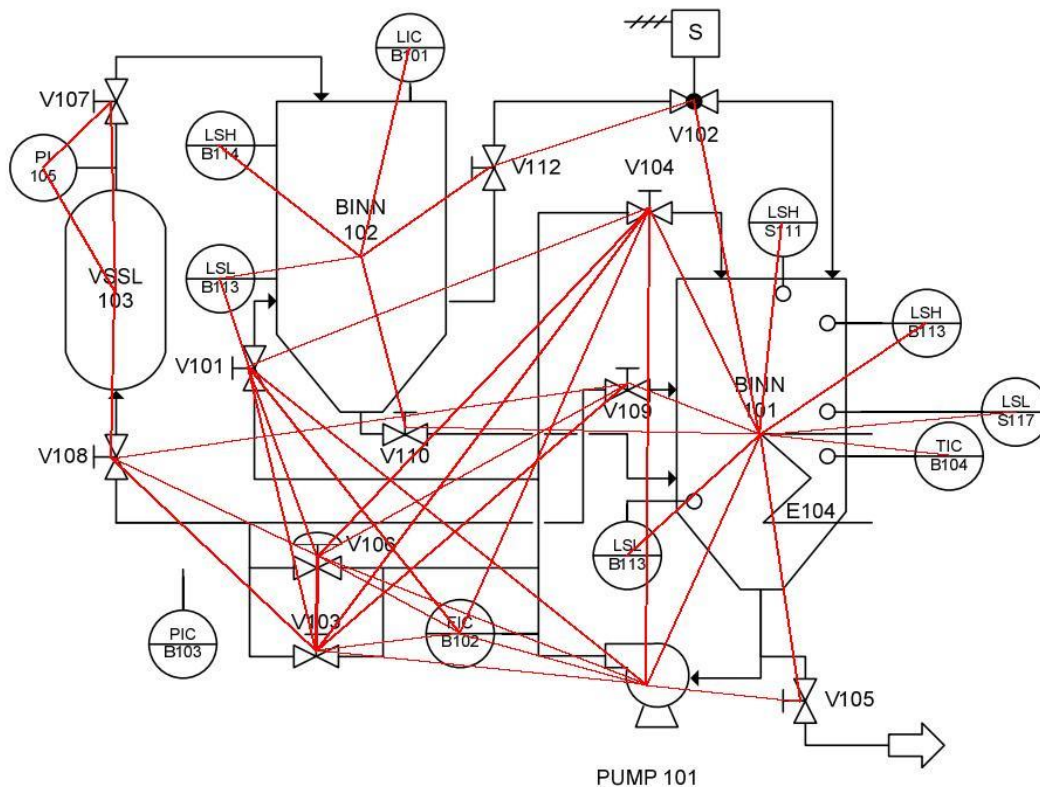 S
LIC
B101
V107
V102
LSH
B114
V112
V104
PI
105
BINN
102
LSH
S111
LSL
B113
VSSL
103
LSH
B113
V101
BINN
101
V109
LSL
S117
V110
V108
TIC
B104
E104
V106
LSL
B113
V103
PIC
B103
FIC
B102
V105
PUMP 101